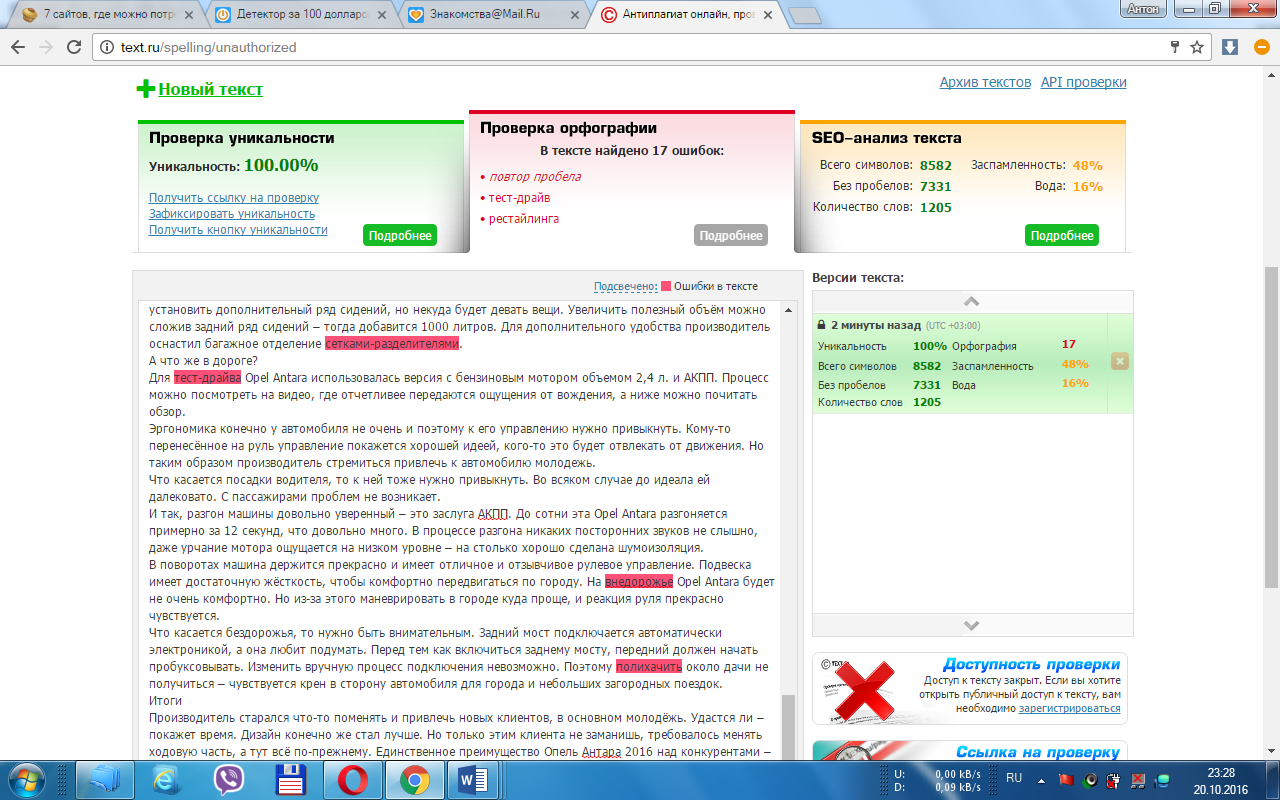 7 сайтов, где можно потр
Детектор за 100 долларо
Знакомства@Mail.Ru
Антиплагиат онлайн, про
Антон
text.ru/spelling/unauthorized
Новый текст
Архив текстов API проверки
Проверка уникальности
Уникальность: 100.00%
Получить ссылку на проверку
Зафиксировать уникальность
Получить кнопку уникальности
Подробнее
Проверка орфографии
В тексте найдено 17 ошибок:
• повтор пробела
• тест-драйв
• рестайлинга
Подробнее
SEO-анализ текста
Всего символов: 8582 Заспамленность: 48%
Без пробелов: 7331 Вода: 16%
Количество слов: 1205
Подробнее
Подсвечено: Ошибки в тексте
установить дополнительный ряд сидений, но некуда будет девать вещи. Увеличить полезный объём можно
сложив задний ряд сидений – тогда добавится 1000 литров. Для дополнительного удобства производитель
оснастил багажное отделение сетками-разделителями.
А что же в дороге?
Для тест-драйва Opel Antara использовалась версия с бензиновым мотором объемом 2,4 л. и АКПП. Процесс
можно посмотреть на видео, где отчетливее передаются ощущения от вождения, а ниже можно почитать
обзор.
Эргономика конечно у автомобиля не очень и поэтому к его управлению нужно привыкнуть. Кому-то
перенесённое на руль управление покажется хорошей идеей, кого-то это будет отвлекать от движения. Но
таким образом производитель стремиться привлечь к автомобилю молодежь.
Что касается посадки водителя, то к ней тоже нужно привыкнуть. Во всяком случае до идеала ей
далековато. С пассажирами проблем не возникает.
И так, разгон машины довольно уверенный – это заслуга АКПП. До сотни эта Opel Antara разгоняется
примерно за 12 секунд, что довольно много. В процессе разгона никаких посторонних звуков не слышно,
даже урчание мотора ощущается на низком уровне – на столько хорошо сделана шумоизоляция.
В поворотах машина держится прекрасно и имеет отличное и отзывчивое рулевое управление. Подвеска
имеет достаточную жёсткость, чтобы комфортно передвигаться по городу. На внедорожье Opel Antara будет
не очень комфортно. Но из-за этого маневрировать в городе куда проще, и реакция руля прекрасно
чувствуется.
Что касается бездорожья, то нужно быть внимательным. Задний мост подключается автоматически
электроникой, а она любит подумать. Перед тем как включиться заднему мосту, передний должен начать
пробуксовывать. Изменить вручную процесс подключения невозможно. Поэтому полихачить около дачи не
получиться – чувствуется крен в сторону автомобиля для города и небольших загородных поездок.
Итоги
Производитель старался что-то поменять и привлечь новых клиентов, в основном молодёжь. Удастся ли –
покажет время. Дизайн конечно же стал лучше. Но только этим клиента не заманишь, требовалось менять
ходовую часть, а тут всё по-прежнему. Единственное преимущество Опель Антара 2016 над конкурентами –
Версии текста:
2 минуты назад (UTC +03:00)
Уникальность 100% Орфография 17
Всего символов 8582 Заспамленность 48%
Без пробелов 7331 Вода 16%
Количество слов 1205
Доступность проверки
Доступ к тексту закрыт. Если вы хотите
открыть публичный доступ к тексту, вам
необходимо зарегистрироваться
Ссылка на проверку
U: 0,00 kB/s
D: 0,09 kB/s
RU
23:28
20.10.2016